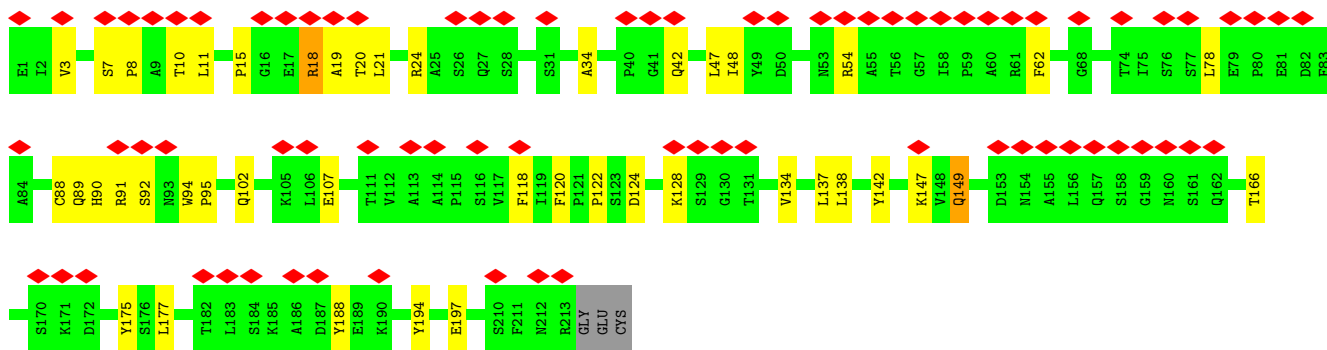 E1 I2 V3 S7 P8 A9 T10 L11 P15 G16 E17 R18 A19 T20 L21 R24 A25 S26 Q27 S28 S31 A34 P40 G41 Q42 L47 I48 Y49 D50 N53 R54 A55 T56 G57 I58 P59 A60 R61 F62 G68 T74 I75 S76 S77 L78 E79 P80 E81 D82 F83
A84 C88 Q89 H90 R91 S92 N93 W94 P95 Q102 K105 L106 E107 T111 V112 A113 A114 P115 S116 V117 F118 I119 F120 P121 P122 S123 D124 K128 S129 G130 T131 V134 L137 L138 Y142 K147 V148 Q149 D153 N154 A155 L156 Q157 S158 G159 N160 S161 Q162 T166
S170 K171 D172 Y175 S176 L177 T182 L183 S184 K185 A186 D187 Y188 E189 K190 Y194 E197 S210 F211 N212 R213 GLY GLU CYS